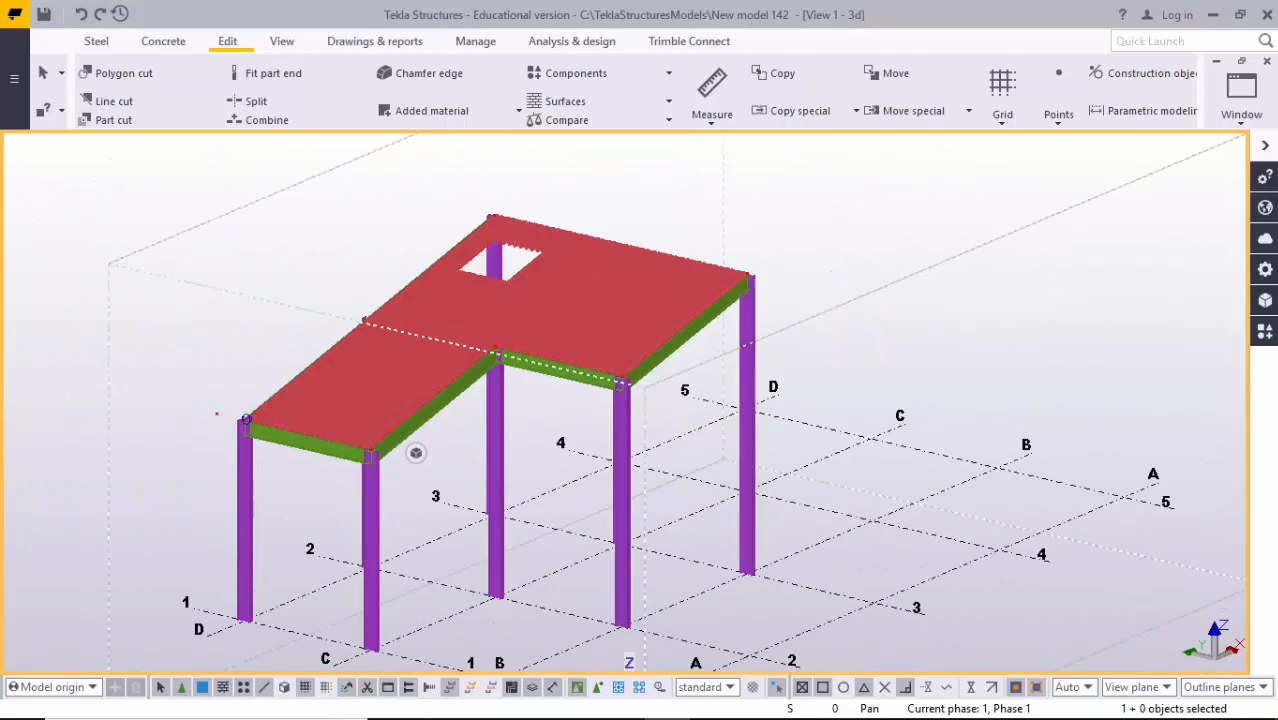 Tekla Structures - Educational version - C:\TeklaStructuresModels\New model 142 - [View 1 - 3d]
Log in
Steel Concrete Edit View Drawings & reports Manage Analysis & design Trimble Connect
Quick Launch
Polygon cut Fit part end Chamfer edge Components Copy Move Construction obje
Line cut Split Surfaces
Added material Measure Copy special Move special Grid Points Parametric modelin Window
Part cut Combine Compare
5 D
C
4 B
A
3 5
2 4
1 3
D
C 1 B Z A 2
Z
Y X
Model origin standard Auto View plane Outline planes
S 0 Pan Current phase: 1, Phase 1 1 + 0 objects selected